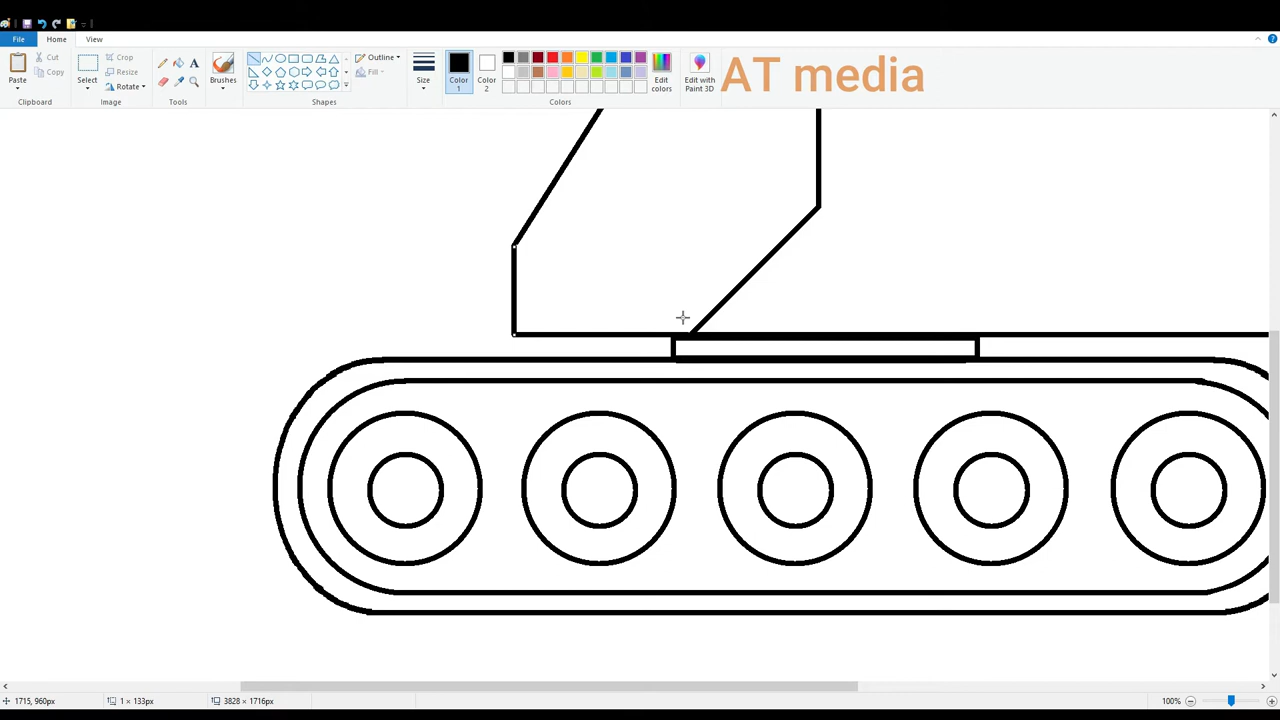 File Home View
Paste
Cut
Copy
Clipboard
Select
Crop
Resize
Rotate
Image
Tools
Brushes
Shapes
Outline
Fill
Size
Color
1
Color
2
Colors
Edit
colors
Edit with
Paint 3D
AT media
1715, 960px 1 × 133px 3828 × 1716px 100%